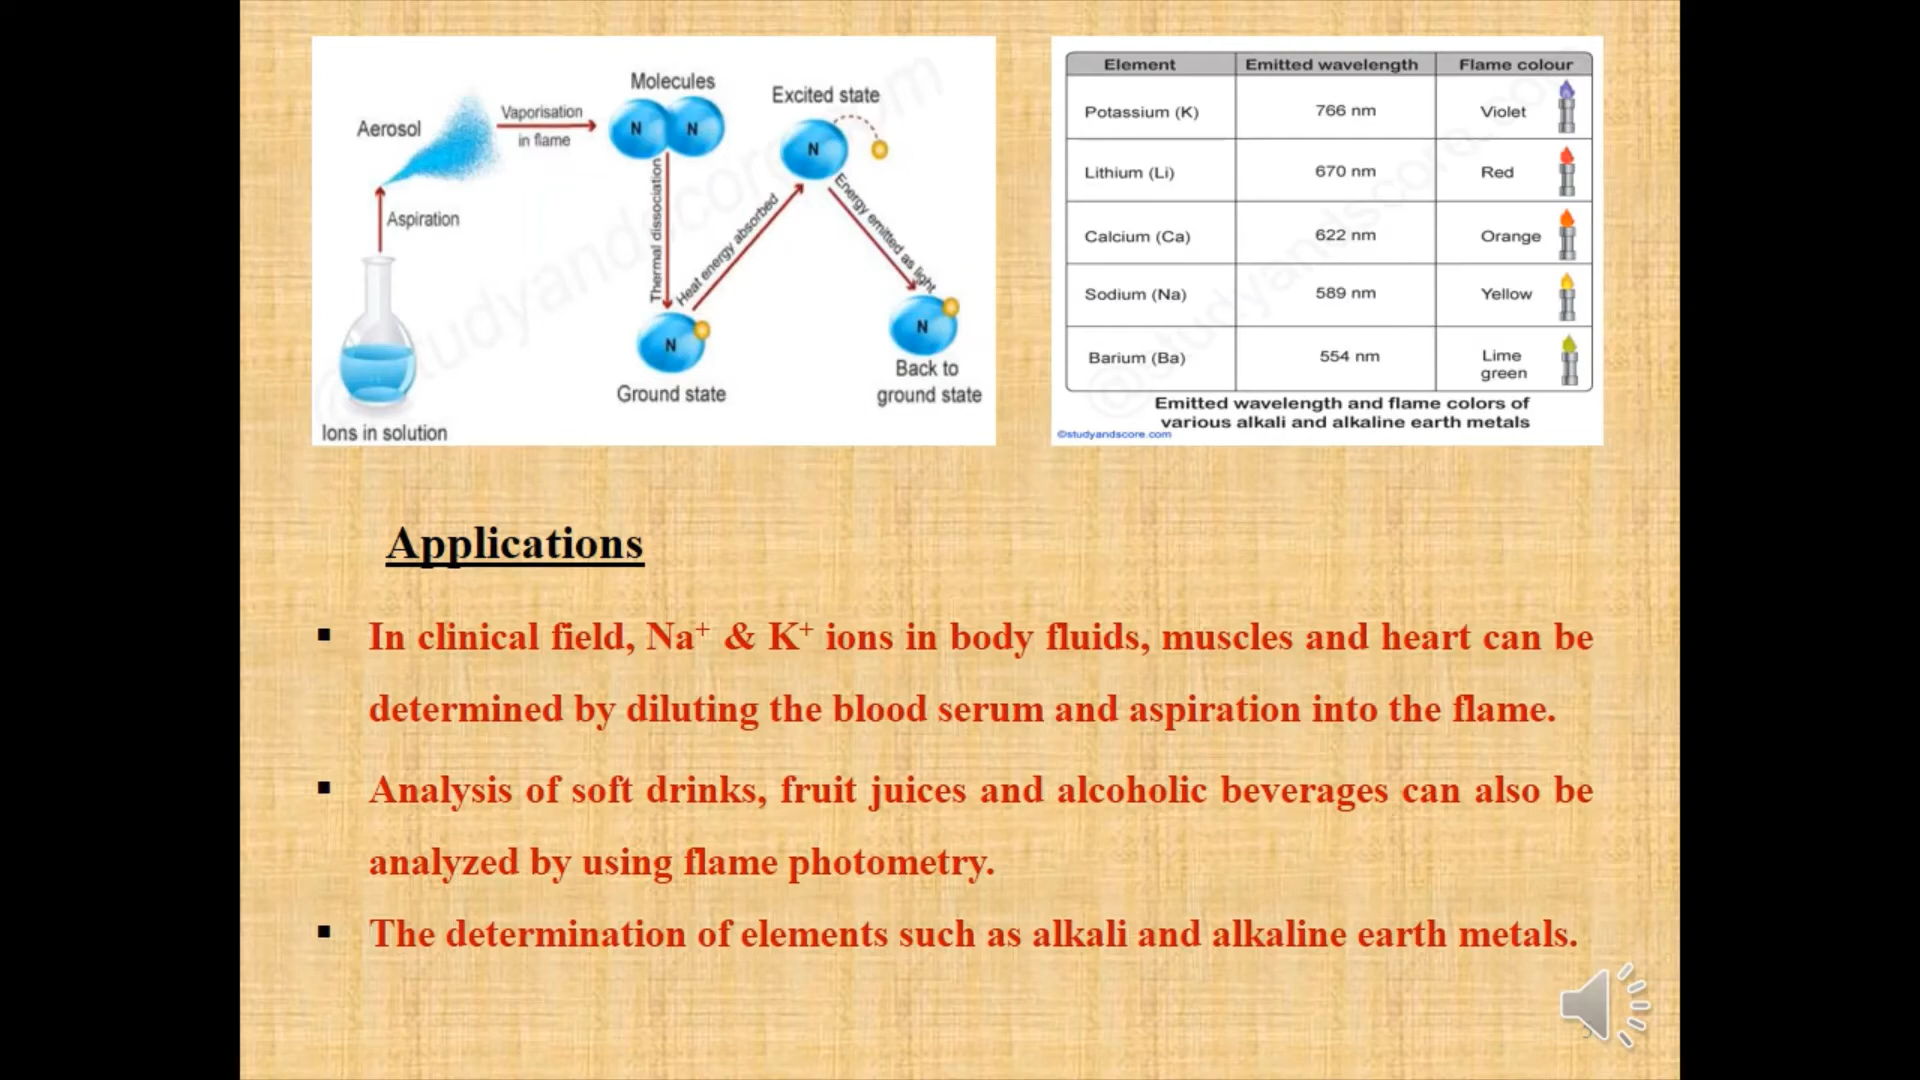 Molecules
Excited state
Aerosol
Vaporisation
in flame
N N
N
Aspiration
Thermal dissociation
Heat energy absorbed
Energy emitted as light
N
N
Ground state
Back to
ground state
Ions in solution
Element Emitted wavelength Flame colour
Potassium (K) 766 nm Violet
Lithium (Li) 670 nm Red
Calcium (Ca) 622 nm Orange
Sodium (Na) 589 nm Yellow
Barium (Ba) 554 nm Lime
green
Emitted wavelength and flame colors of
various alkali and alkaline earth metals
©studyandscore.com
Applications
▪ In clinical field, Na⁺ & K⁺ ions in body fluids, muscles and heart can be
determined by diluting the blood serum and aspiration into the flame.
▪ Analysis of soft drinks, fruit juices and alcoholic beverages can also be
analyzed by using flame photometry.
▪ The determination of elements such as alkali and alkaline earth metals.